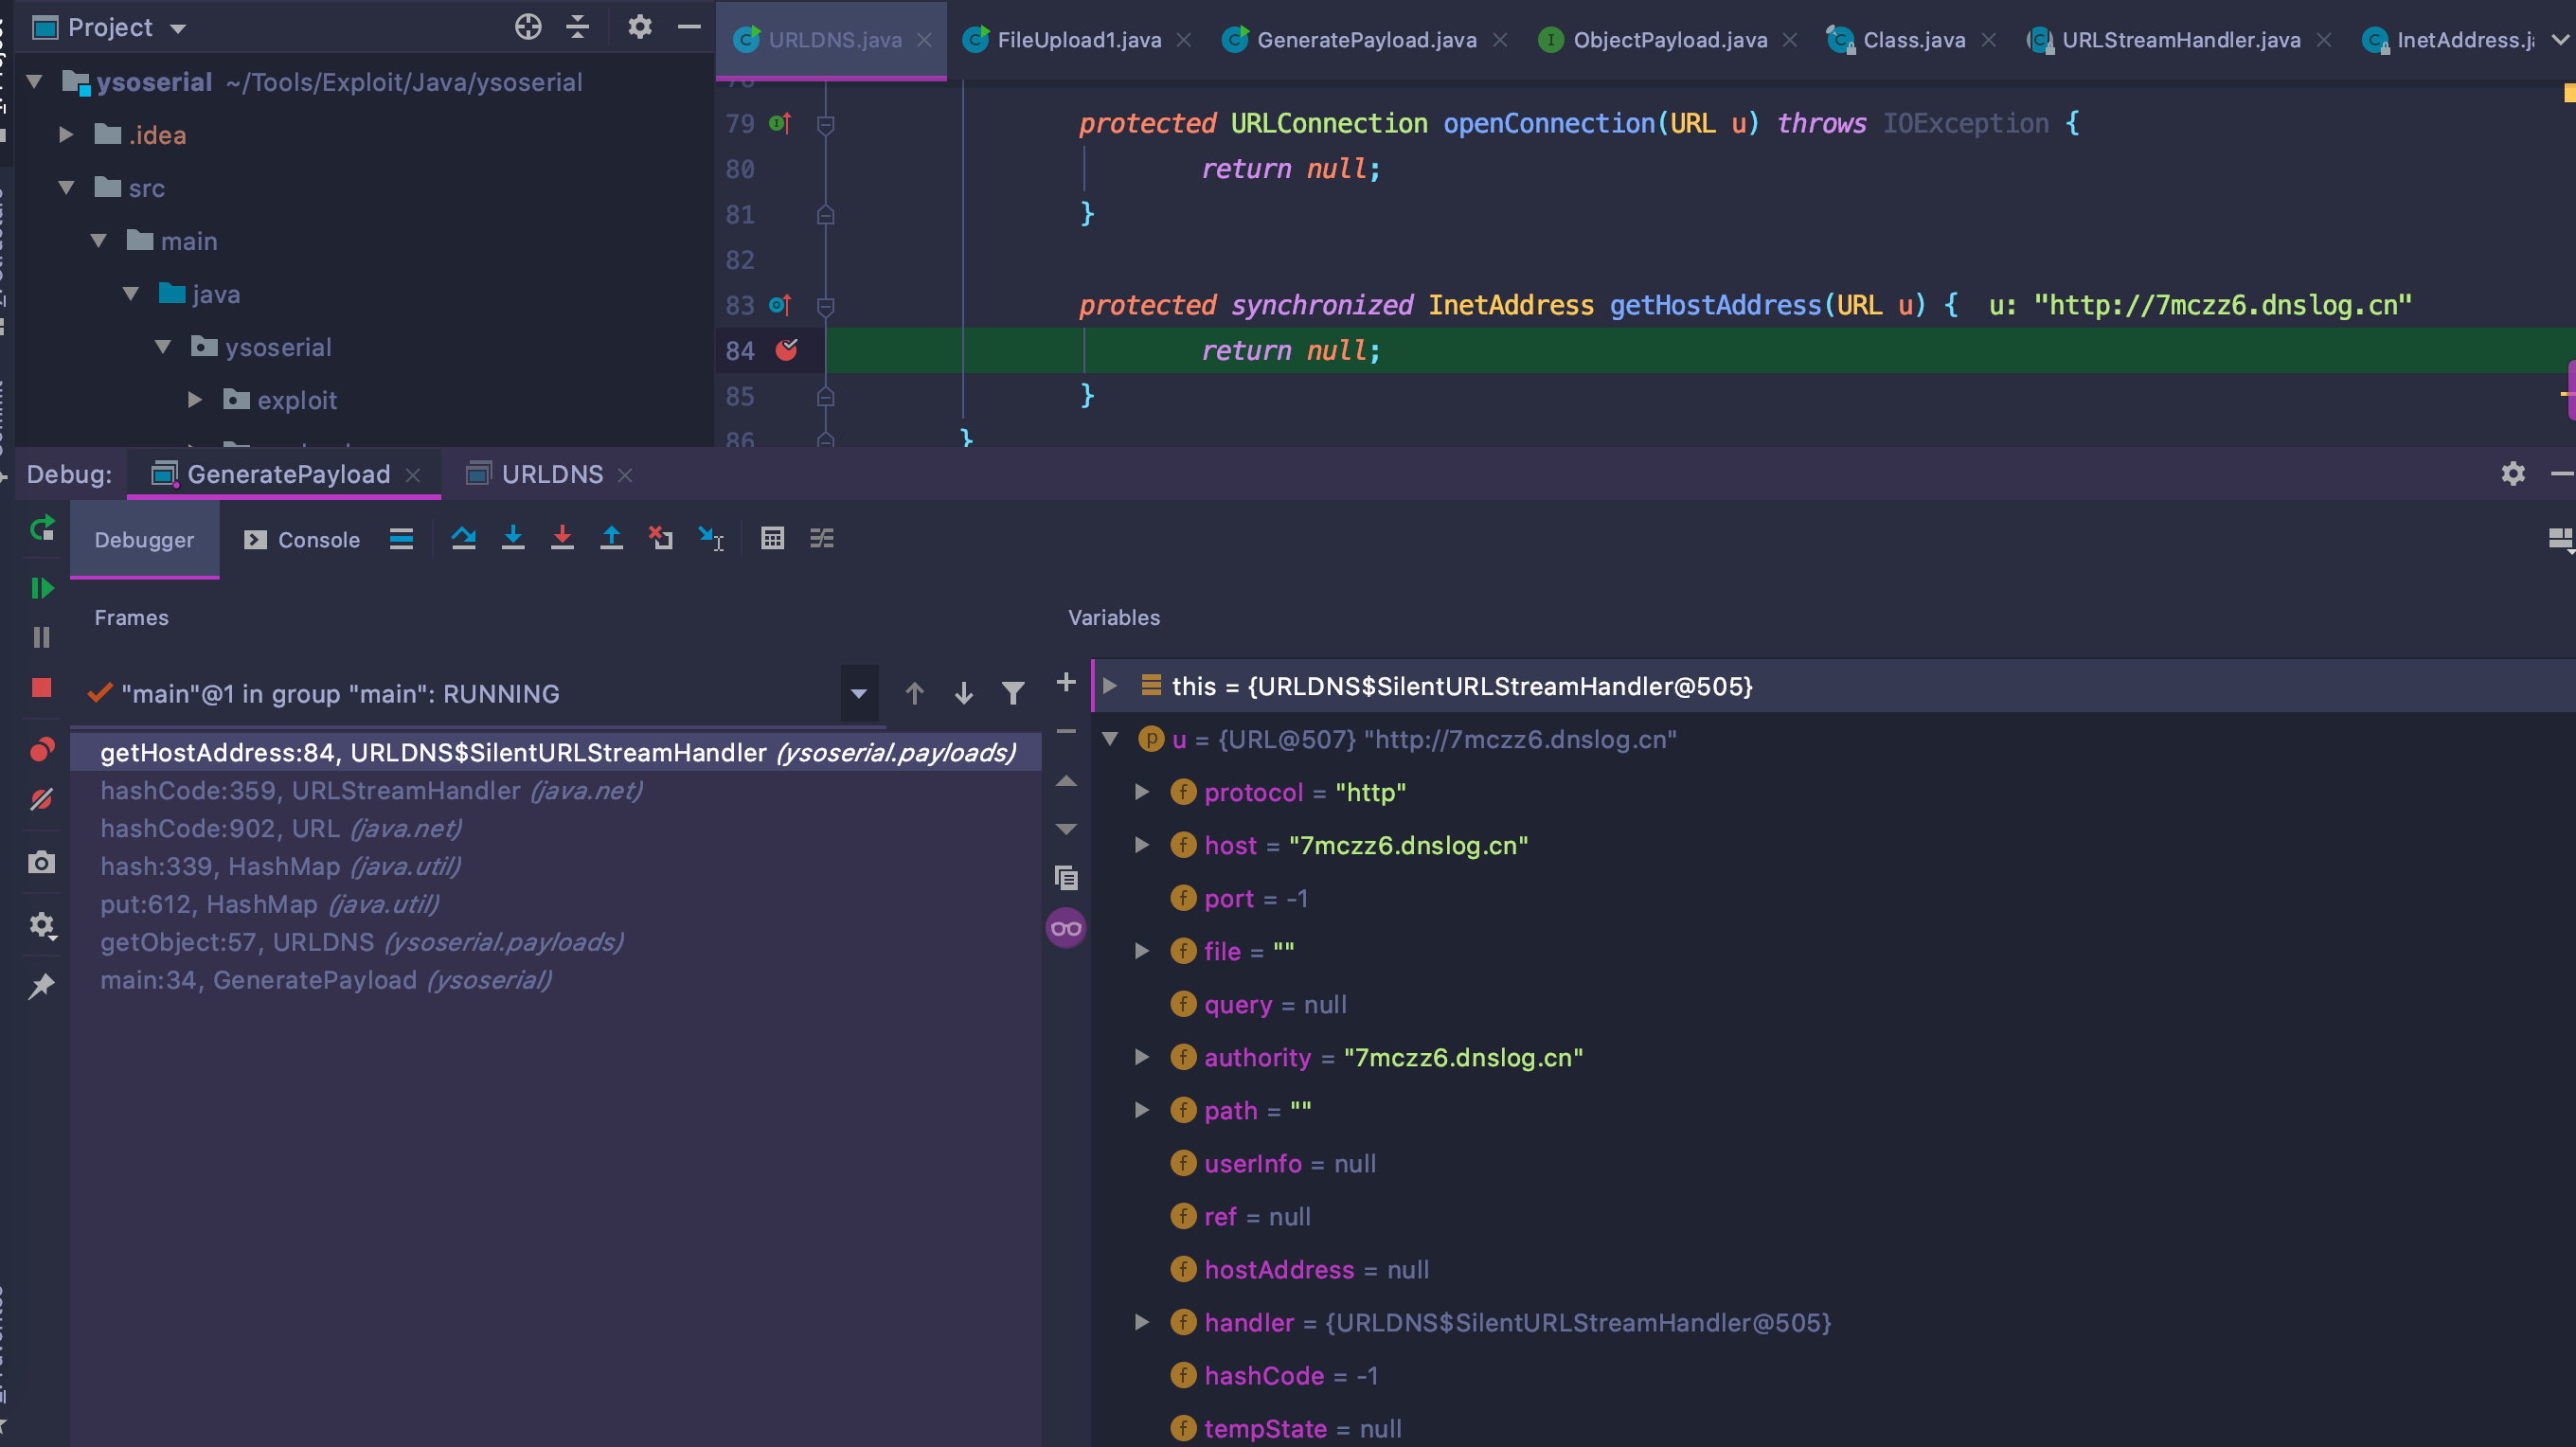 Project
ysoserial ~/Tools/Exploit/Java/ysoserial
.idea
src
main
java
ysoserial
exploit
URLDNS.java
FileUpload1.java
GeneratePayload.java
ObjectPayload.java
Class.java
URLStreamHandler.java
InetAddress.j
79 protected URLConnection openConnection(URL u) throws IOException {
80 return null;
81 }
82
83 protected synchronized InetAddress getHostAddress(URL u) { u: "http://7mczz6.dnslog.cn"
84 return null;
85 }
86 }
Debug: GeneratePayload URLDNS
Debugger Console
Frames
"main"@1 in group "main": RUNNING
getHostAddress:84, URLDNS$SilentURLStreamHandler (ysoserial.payloads)
hashCode:359, URLStreamHandler (java.net)
hashCode:902, URL (java.net)
hash:339, HashMap (java.util)
put:612, HashMap (java.util)
getObject:57, URLDNS (ysoserial.payloads)
main:34, GeneratePayload (ysoserial)
Variables
this = {URLDNS$SilentURLStreamHandler@505}
p u = {URL@507} "http://7mczz6.dnslog.cn"
f protocol = "http"
f host = "7mczz6.dnslog.cn"
f port = -1
f file = ""
f query = null
f authority = "7mczz6.dnslog.cn"
f path = ""
f userInfo = null
f ref = null
f hostAddress = null
f handler = {URLDNS$SilentURLStreamHandler@505}
f hashCode = -1
f tempState = null